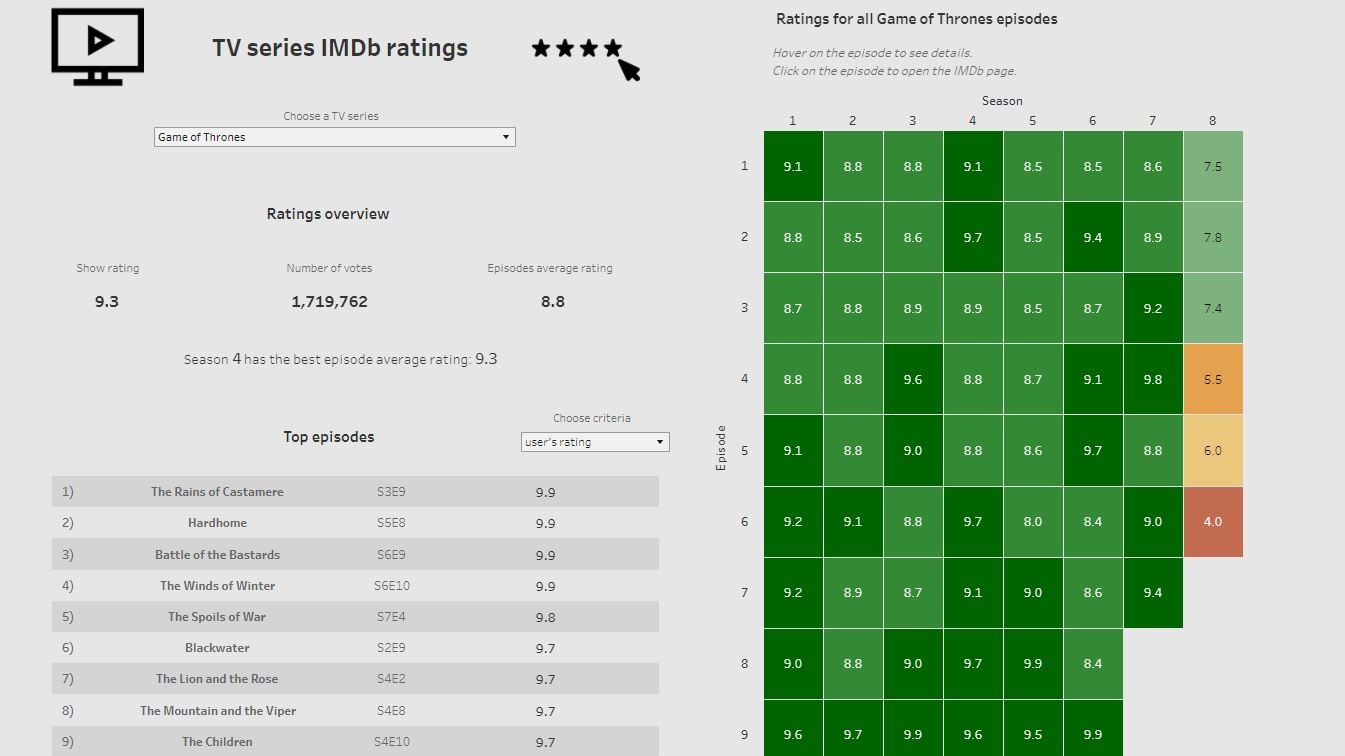 TV series IMDb ratings
Choose a TV series
Game of Thrones
Ratings overview
Show rating Number of votes Episodes average rating
9.3 1,719,762 8.8
Season 4 has the best episode average rating: 9.3
Choose criteria
Top episodes
user's rating
1) The Rains of Castamere S3E9 9.9
2) Hardhome S5E8 9.9
3) Battle of the Bastards S6E9 9.9
4) The Winds of Winter S6E10 9.9
5) The Spoils of War S7E4 9.8
6) Blackwater S2E9 9.7
7) The Lion and the Rose S4E2 9.7
8) The Mountain and the Viper S4E8 9.7
9) The Children S4E10 9.7
Ratings for all Game of Thrones episodes
Hover on the episode to see details.
Click on the episode to open the IMDb page.
Season
1 2 3 4 5 6 7 8
Episode
1 9.1 8.8 8.8 9.1 8.5 8.5 8.6 7.5
2 8.8 8.5 8.6 9.7 8.5 9.4 8.9 7.8
3 8.7 8.8 8.9 8.9 8.5 8.7 9.2 7.4
4 8.8 8.8 9.6 8.8 8.7 9.1 9.8 5.5
5 9.1 8.8 9.0 8.8 8.6 9.7 8.8 6.0
6 9.2 9.1 8.8 9.7 8.0 8.4 9.0 4.0
7 9.2 8.9 8.7 9.1 9.0 8.6 9.4
8 9.0 8.8 9.0 9.7 9.9 8.4
9 9.6 9.7 9.9 9.6 9.5 9.9